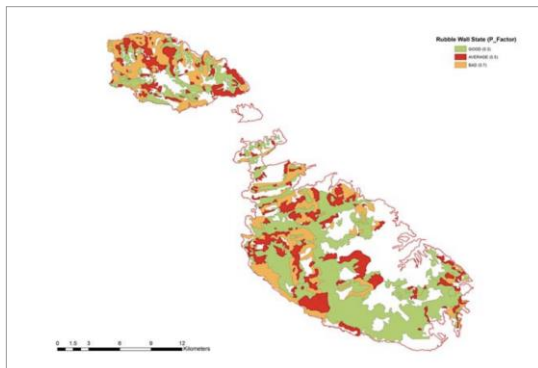 Rubble Wall State (P_Factor)
GOOD (0.3)
AVERAGE (0.5)
BAD (0.7)
0 1.5 3 6 9 12
Kilometers